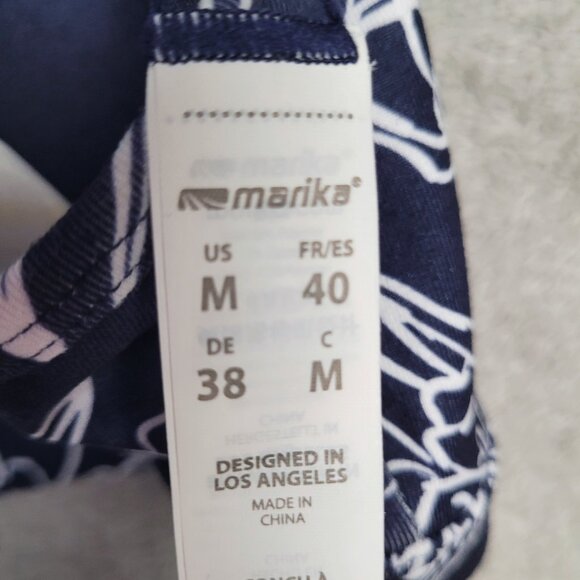 marika®
US FR/ES
M 40
DE C
38 M
DESIGNED IN
LOS ANGELES
MADE IN
CHINA